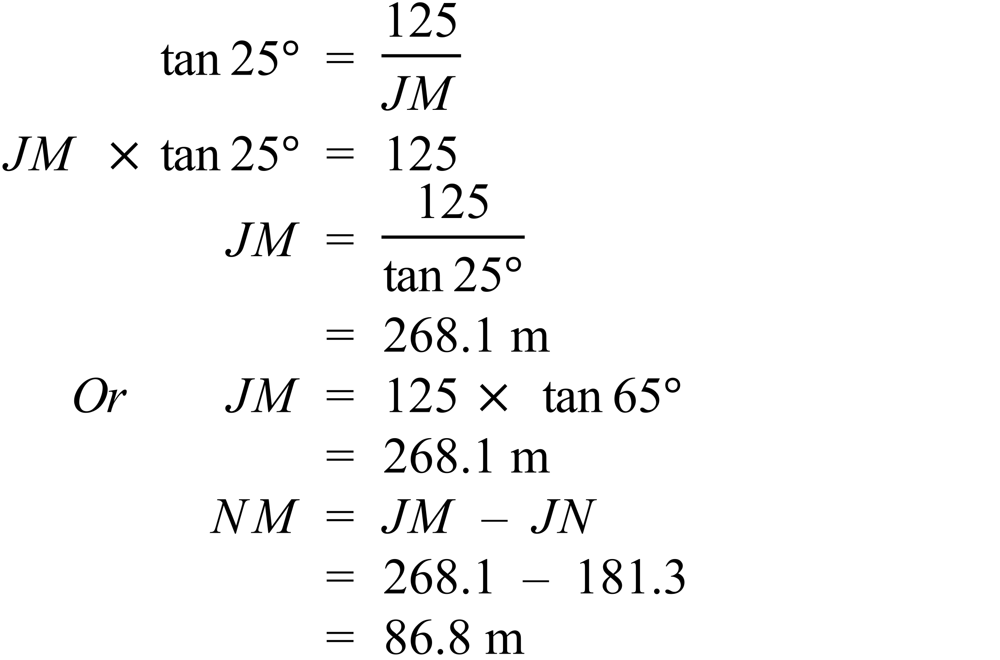 tan 25° = 125/JM
JM × tan 25° = 125
JM = 125/tan 25°
= 268.1 m
Or JM = 125 × tan 65°
= 268.1 m
NM = JM − JN
= 268.1 − 181.3
= 86.8 m